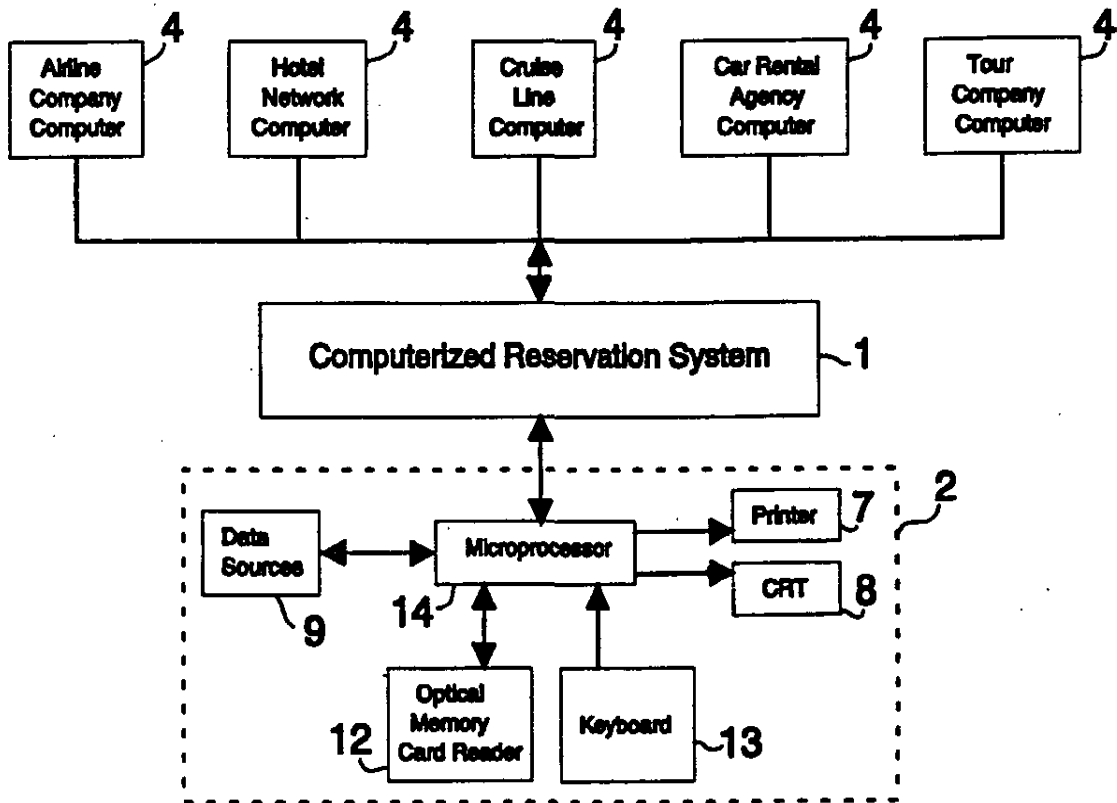 4
4
4
4
4
Airline
Company
Computer
Hotel
Network
Computer
Cruise
Line
Computer
Car Rental
Agency
Computer
Tour
Company
Computer
Computerized Reservation System
1
2
Data
Sources
9
Microprocessor
14
Printer
7
CRT
8
Optical
Memory
Card Reader
12
Keyboard
13